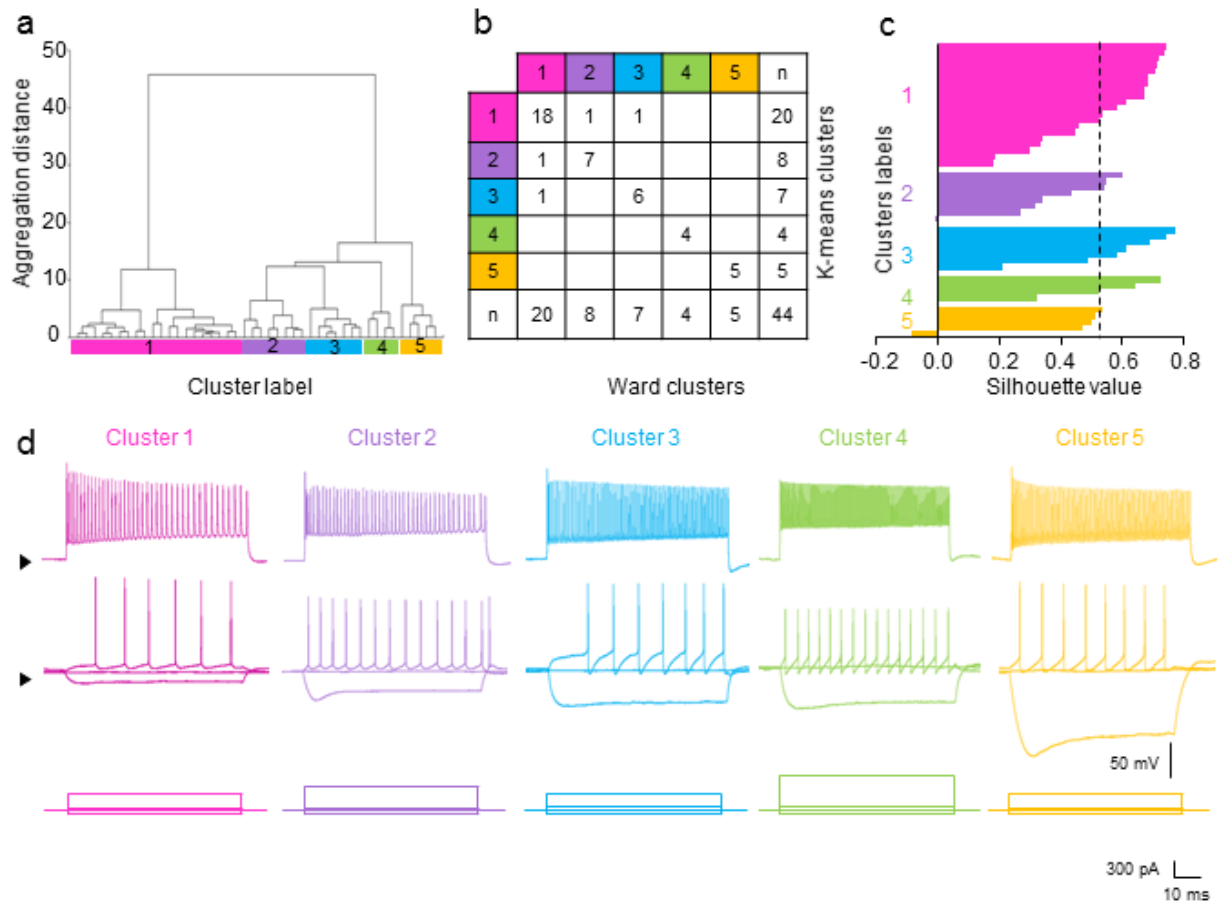 a
50
40
30
20
10
0
Aggregation distance
1 2 3 4 5
Cluster label
b
1 2 3 4 5 n
1 18 1 1 20
2 1 7 8
3 1 6 7
4 4 4
5 5 5
n 20 8 7 4 5 44
K-means clusters
Ward clusters
c
Clusters labels
1
2
3
4
5
-0.2 0.0 0.2 0.4 0.6 0.8
Silhouette value
d
Cluster 1 Cluster 2 Cluster 3 Cluster 4 Cluster 5
50 mV
300 pA
10 ms